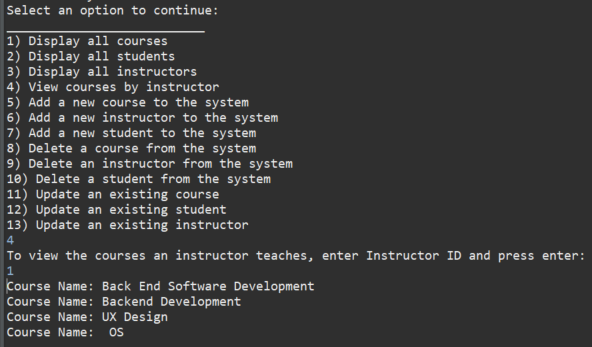 Select an option to continue:
___________________________
1) Display all courses
2) Display all students
3) Display all instructors
4) View courses by instructor
5) Add a new course to the system
6) Add a new instructor to the system
7) Add a new student to the system
8) Delete a course from the system
9) Delete an instructor from the system
10) Delete a student from the system
11) Update an existing course
12) Update an existing student
13) Update an existing instructor
4
To view the courses an instructor teaches, enter Instructor ID and press enter:
1
Course Name: Back End Software Development
Course Name: Backend Development
Course Name: UX Design
Course Name:  OS